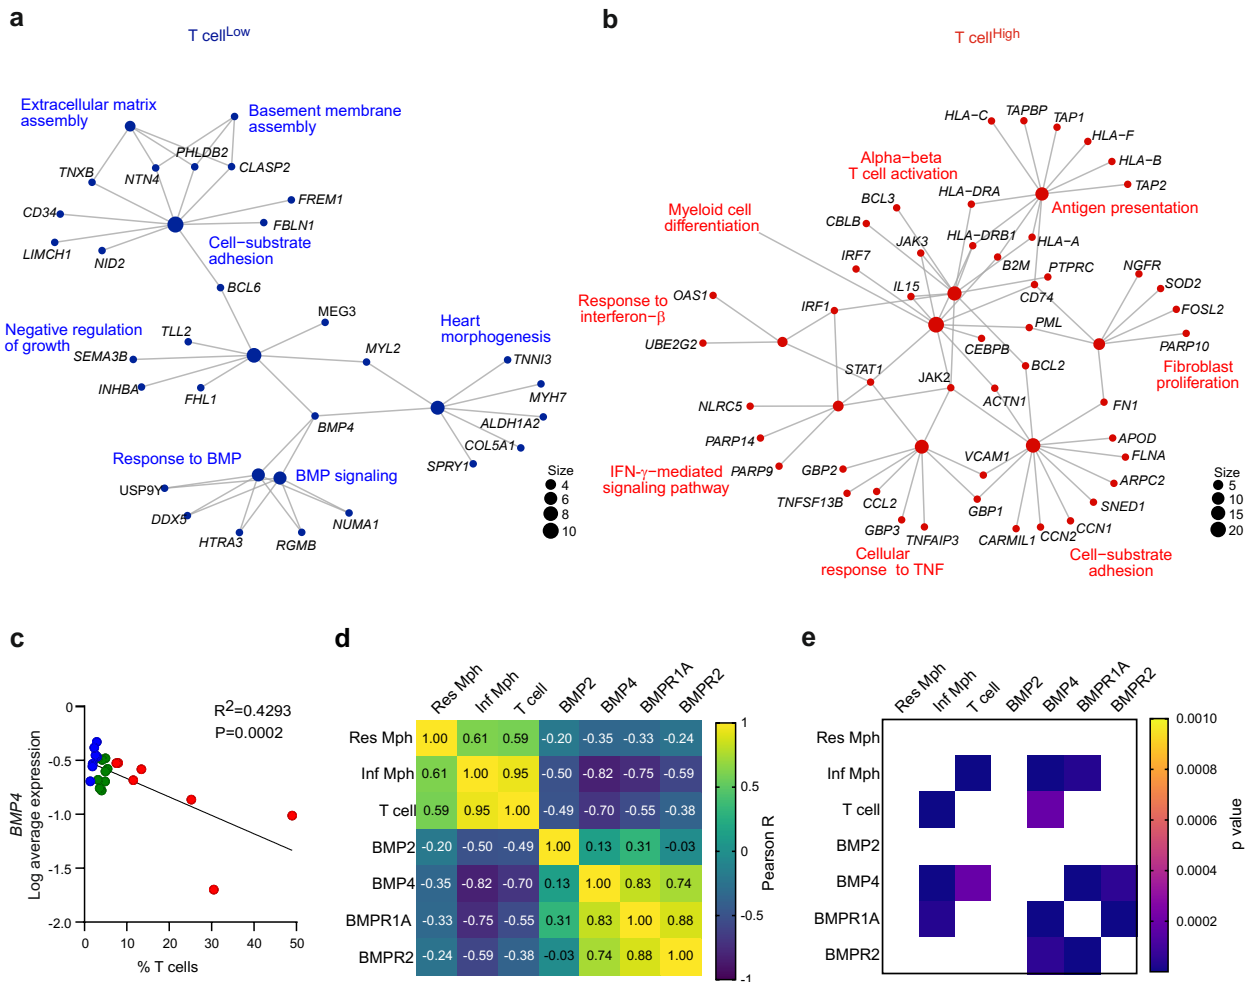 a
T cellLow
Extracellular matrix
assembly
Basement membrane
assembly
PHLDB2
TNXB
NTN4
CLASP2
CD34
FREM1
FBLN1
LIMCH1
NID2
Cell−substrate
adhesion
BCL6
Negative regulation
of growth
TLL2
MEG3
Heart
morphogenesis
SEMA3B
MYL2
TNNI3
INHBA
FHL1
MYH7
ALDH1A2
BMP4
COL5A1
SPRY1
Response to BMP
BMP signaling
USP9Y
DDX5
NUMA1
HTRA3
RGMB
Size
4
6
8
10
b
T cellHigh
HLA−C
TAPBP
TAP1
HLA−F
HLA−B
TAP2
Alpha−beta
T cell activation
HLA−DRA
Antigen presentation
Myeloid cell
differentiation
BCL3
CBLB
JAK3
HLA−DRB1
HLA−A
IRF7
B2M
PTPRC
NGFR
SOD2
IL15
CD74
FOSL2
OAS1
Response to
interferon−β
IRF1
PML
PARP10
UBE2G2
CEBPB
Fibroblast
proliferation
BCL2
STAT1
JAK2
ACTN1
NLRC5
FN1
PARP14
APOD
FLNA
PARP9
IFN-γ−mediated
signaling pathway
GBP2
VCAM1
ARPC2
TNFSF13B
CCL2
GBP1
SNED1
GBP3
TNFAIP3
CARMIL1
CCN2
CCN1
Cellular
response to TNF
Cell−substrate
adhesion
Size
5
10
15
20
c
BMP4
Log average expression
0
-0.5
-1.0
-1.5
-2.0
R2=0.4293
P=0.0002
0 10 20 30 40 50
% T cells
d
Res Mph Inf Mph T cell BMP2 BMP4 BMPR1A BMPR2
Res Mph 1.00 0.61 0.59 -0.20 -0.35 -0.33 -0.24
Inf Mph 0.61 1.00 0.95 -0.50 -0.82 -0.75 -0.59
T cell 0.59 0.95 1.00 -0.49 -0.70 -0.55 -0.38
BMP2 -0.20 -0.50 -0.49 1.00 0.13 0.31 -0.03
BMP4 -0.35 -0.82 -0.70 0.13 1.00 0.83 0.74
BMPR1A -0.33 -0.75 -0.55 0.31 0.83 1.00 0.88
BMPR2 -0.24 -0.59 -0.38 -0.03 0.74 0.88 1.00
1
0.5
0
-0.5
-1
Pearson R
e
Res Mph Inf Mph T cell BMP2 BMP4 BMPR1A BMPR2
Res Mph
Inf Mph
T cell
BMP2
BMP4
BMPR1A
BMPR2
0.0010
0.0008
0.0006
0.0004
0.0002
p value